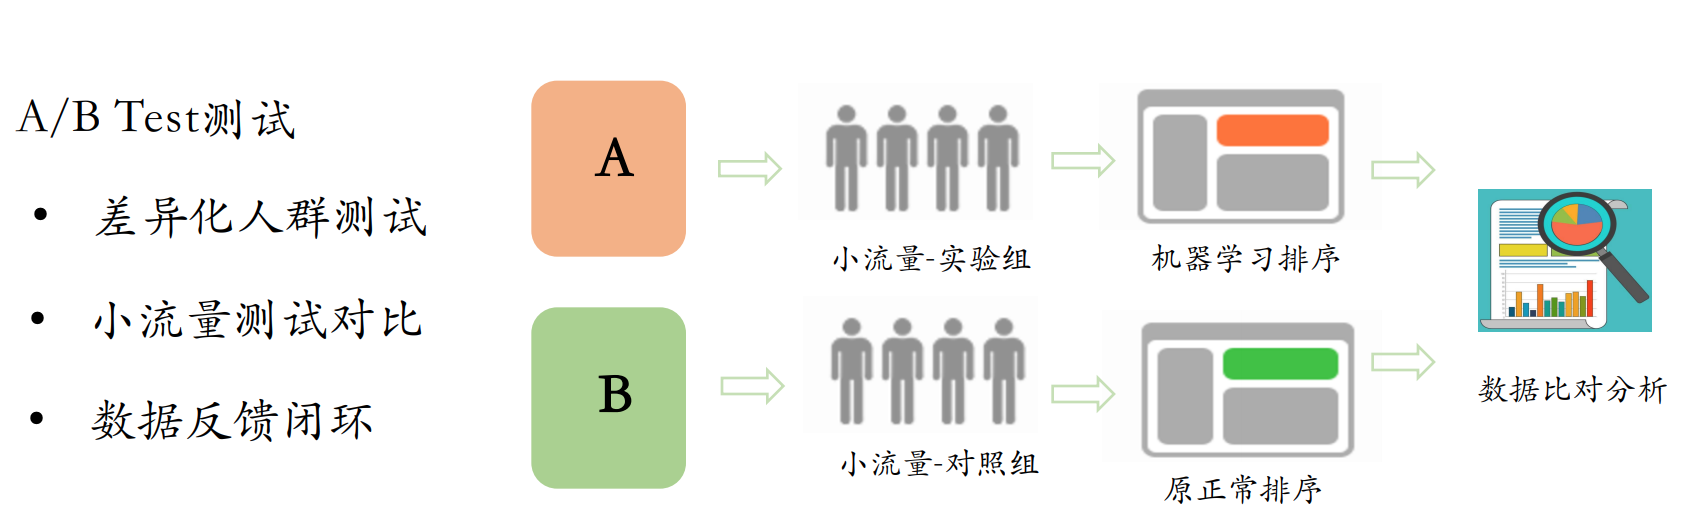 A/B Test测试
• 差异化人群测试
• 小流量测试对比
• 数据反馈闭环
A
小流量-实验组
机器学习排序
B
小流量-对照组
原正常排序
数据比对分析